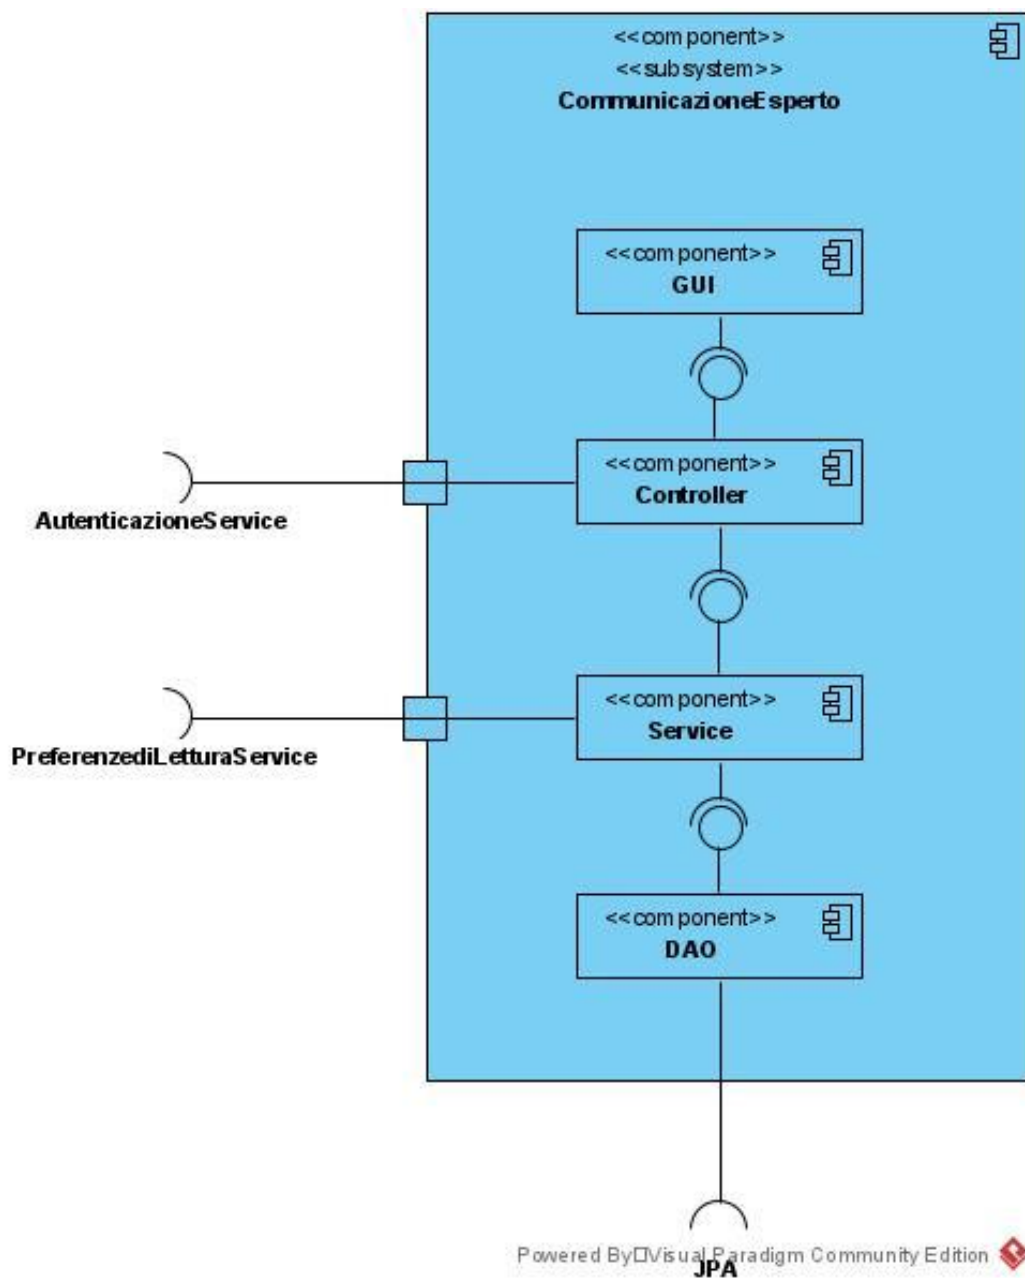 <<component>>
<<subsystem>>
CommunicazioneEsperto
<<component>>
GUI
<<component>>
Controller
AutenticazioneService
<<component>>
Service
PreferenzediLetturaService
<<component>>
DAO
Powered By□Visual Paradigm Community Edition
JPA